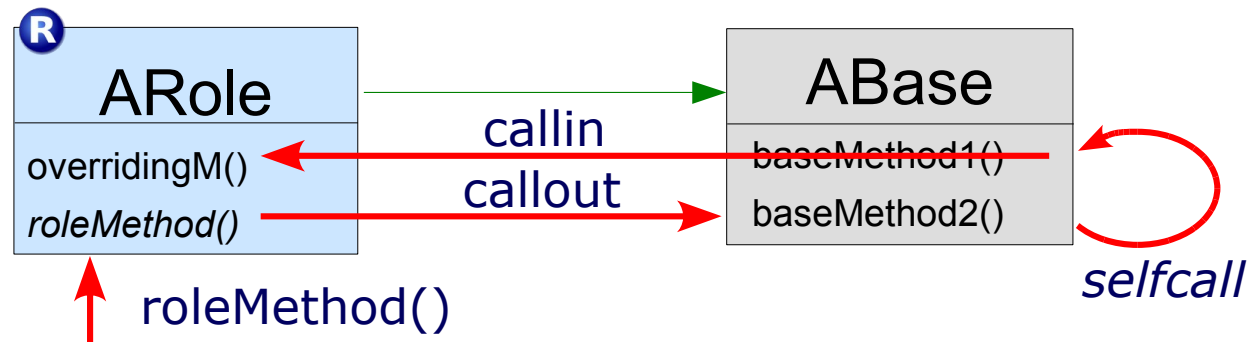 R
ARole
ABase
callin
overridingM()
baseMethod1()
callout
roleMethod()
baseMethod2()
selfcall
roleMethod()